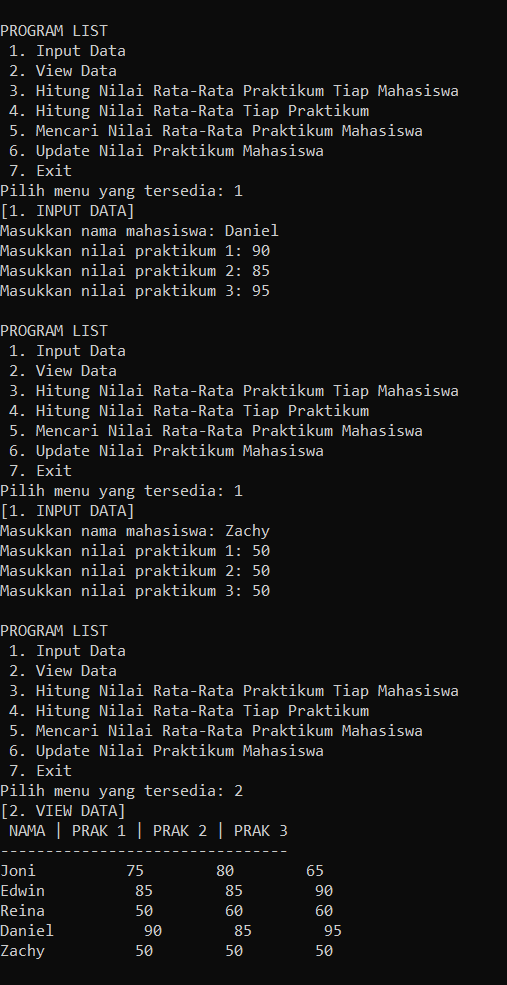 PROGRAM LIST
 1. Input Data
 2. View Data
 3. Hitung Nilai Rata-Rata Praktikum Tiap Mahasiswa
 4. Hitung Nilai Rata-Rata Tiap Praktikum
 5. Mencari Nilai Rata-Rata Praktikum Mahasiswa
 6. Update Nilai Praktikum Mahasiswa
 7. Exit
Pilih menu yang tersedia: 1
[1. INPUT DATA]
Masukkan nama mahasiswa: Daniel
Masukkan nilai praktikum 1: 90
Masukkan nilai praktikum 2: 85
Masukkan nilai praktikum 3: 95

PROGRAM LIST
 1. Input Data
 2. View Data
 3. Hitung Nilai Rata-Rata Praktikum Tiap Mahasiswa
 4. Hitung Nilai Rata-Rata Tiap Praktikum
 5. Mencari Nilai Rata-Rata Praktikum Mahasiswa
 6. Update Nilai Praktikum Mahasiswa
 7. Exit
Pilih menu yang tersedia: 1
[1. INPUT DATA]
Masukkan nama mahasiswa: Zachy
Masukkan nilai praktikum 1: 50
Masukkan nilai praktikum 2: 50
Masukkan nilai praktikum 3: 50

PROGRAM LIST
 1. Input Data
 2. View Data
 3. Hitung Nilai Rata-Rata Praktikum Tiap Mahasiswa
 4. Hitung Nilai Rata-Rata Tiap Praktikum
 5. Mencari Nilai Rata-Rata Praktikum Mahasiswa
 6. Update Nilai Praktikum Mahasiswa
 7. Exit
Pilih menu yang tersedia: 2
[2. VIEW DATA]
 NAMA | PRAK 1 | PRAK 2 | PRAK 3
--------------------------------
Joni          75        80        65
Edwin          85        85        90
Reina          50        60        60
Daniel          90        85        95
Zachy          50        50        50